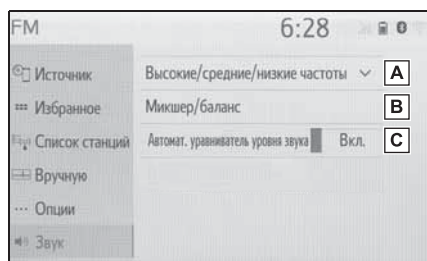 FM 6:28
Источник
Высокие/средние/низкие частоты A
Избранное
Микшер/баланс B
Список станций
Автомат. уравниватель уровня звука Вкл. C
Вручную
Опции
Звук